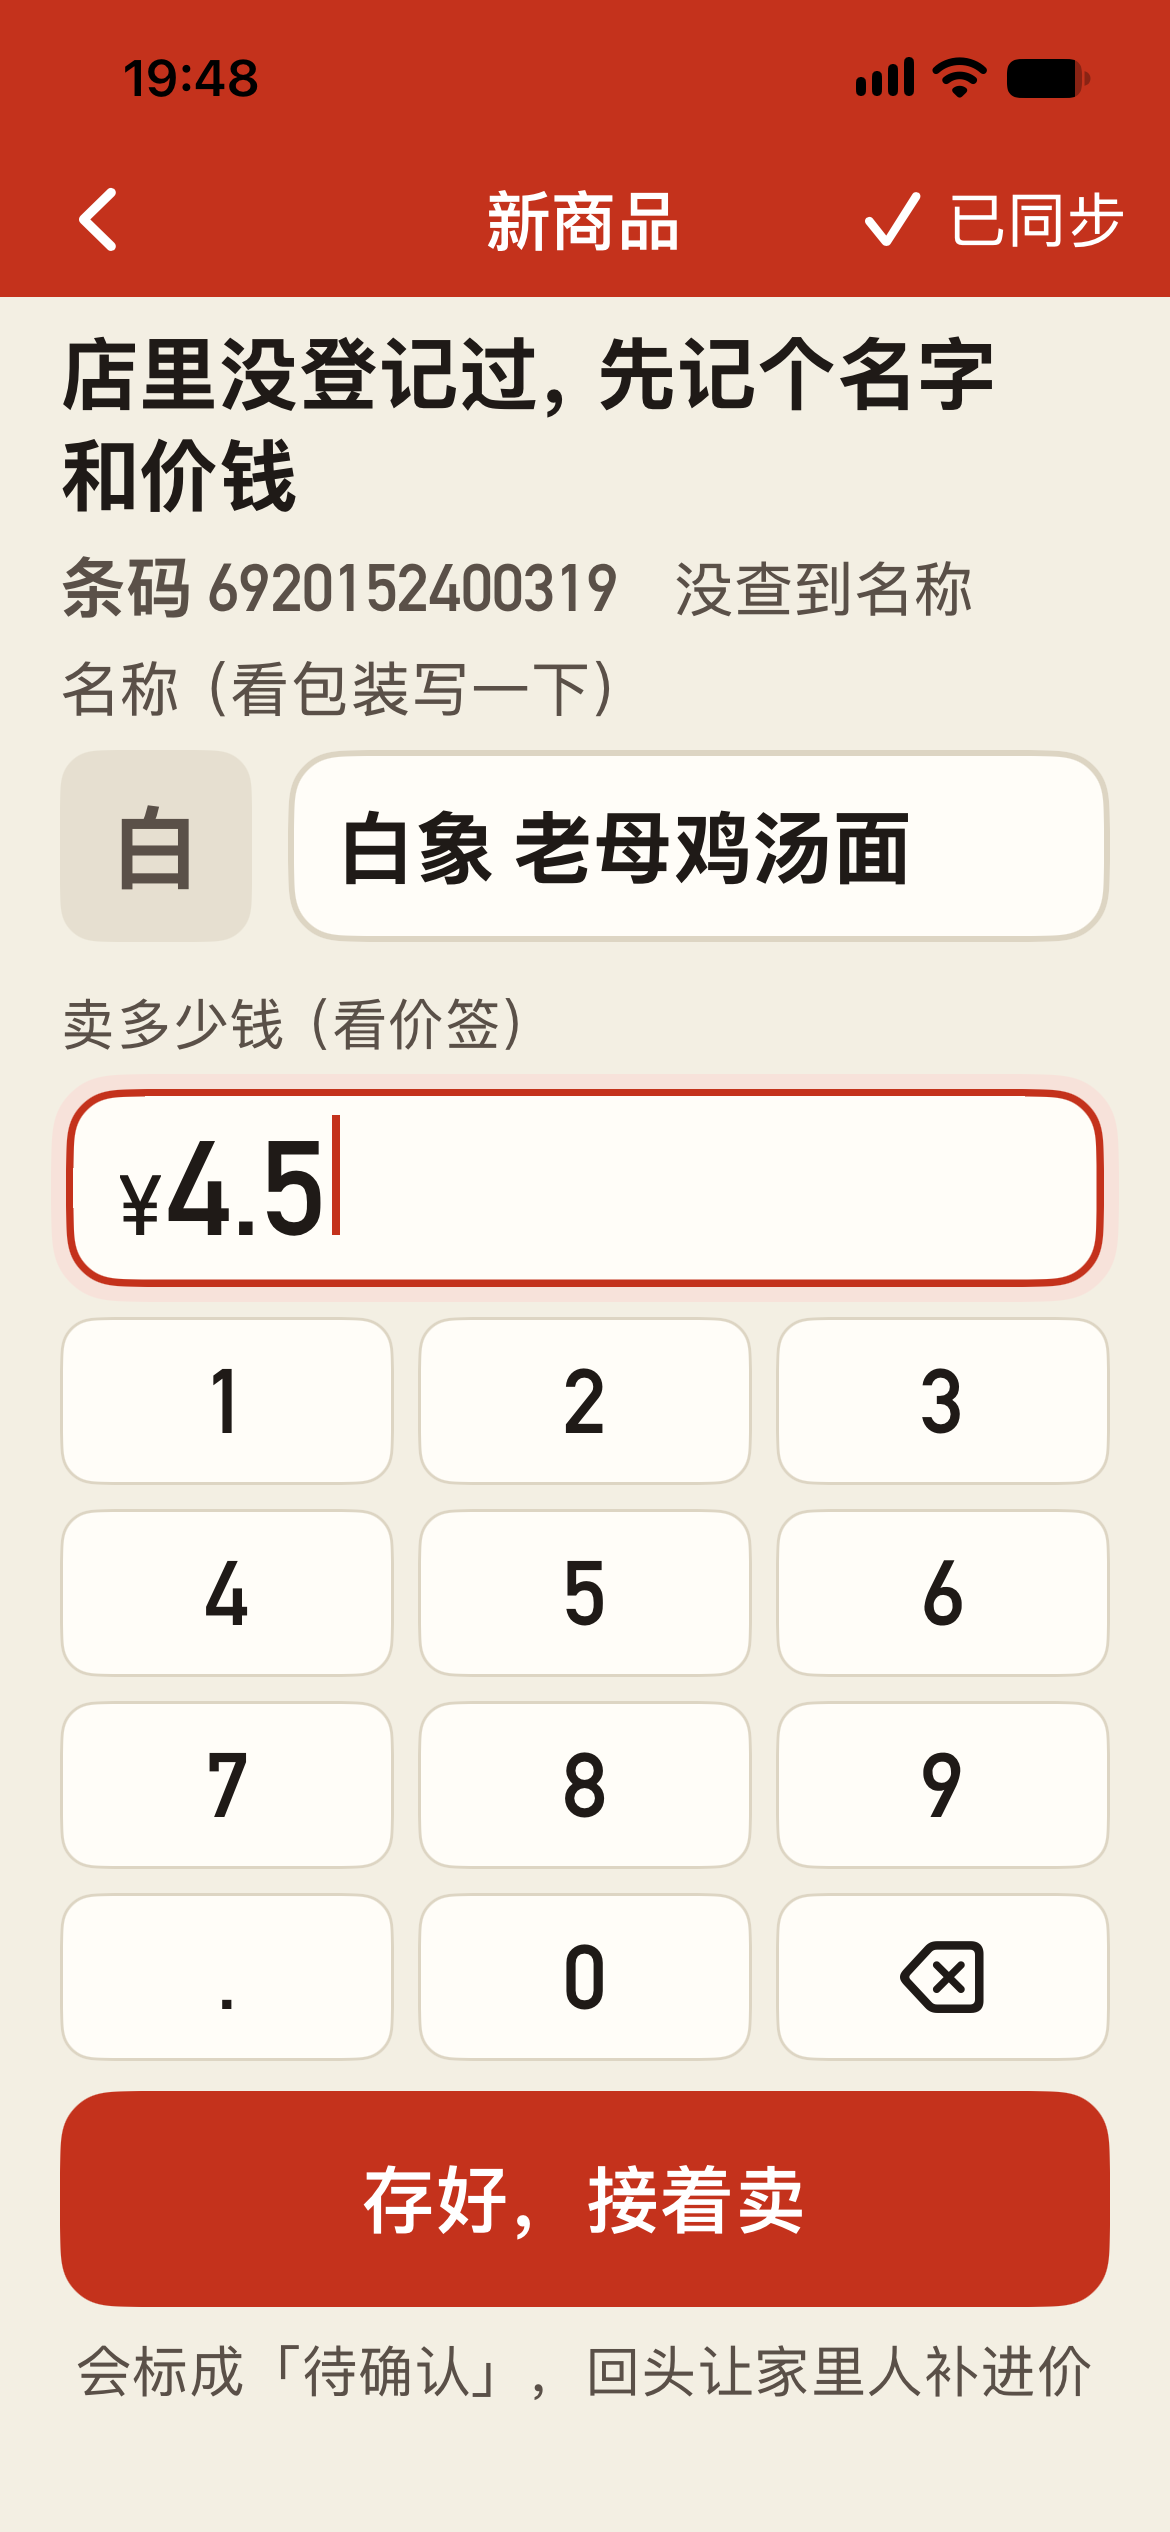 19:48
新商品
已同步
店里没登记过，先记个名字
和价钱
条码 6920152400319 没查到名称
名称（看包装写一下）
白
白象 老母鸡汤面
卖多少钱（看价签）
¥4.5
1 2 3
4 5 6
7 8 9
. 0
存好，接着卖
会标成「待确认」，回头让家里人补进价